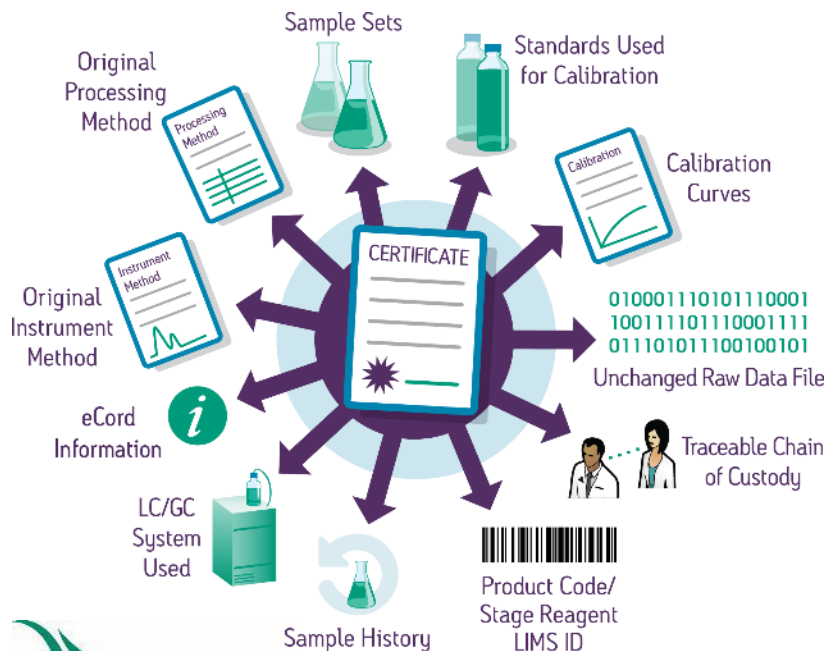 Sample Sets
Standards Used
for Calibration
Original
Processing
Method
Processing
Method
Calibration
Calibration
Curves
CERTIFICATE
Instrument
Method
Original
Instrument
Method
010001110101110001
100111101110001111
011101011100100101
Unchanged Raw Data File
eCord
Information
i
Traceable Chain
of Custody
LC/GC
System
Used
Product Code/
Stage Reagent
LIMS ID
Sample History